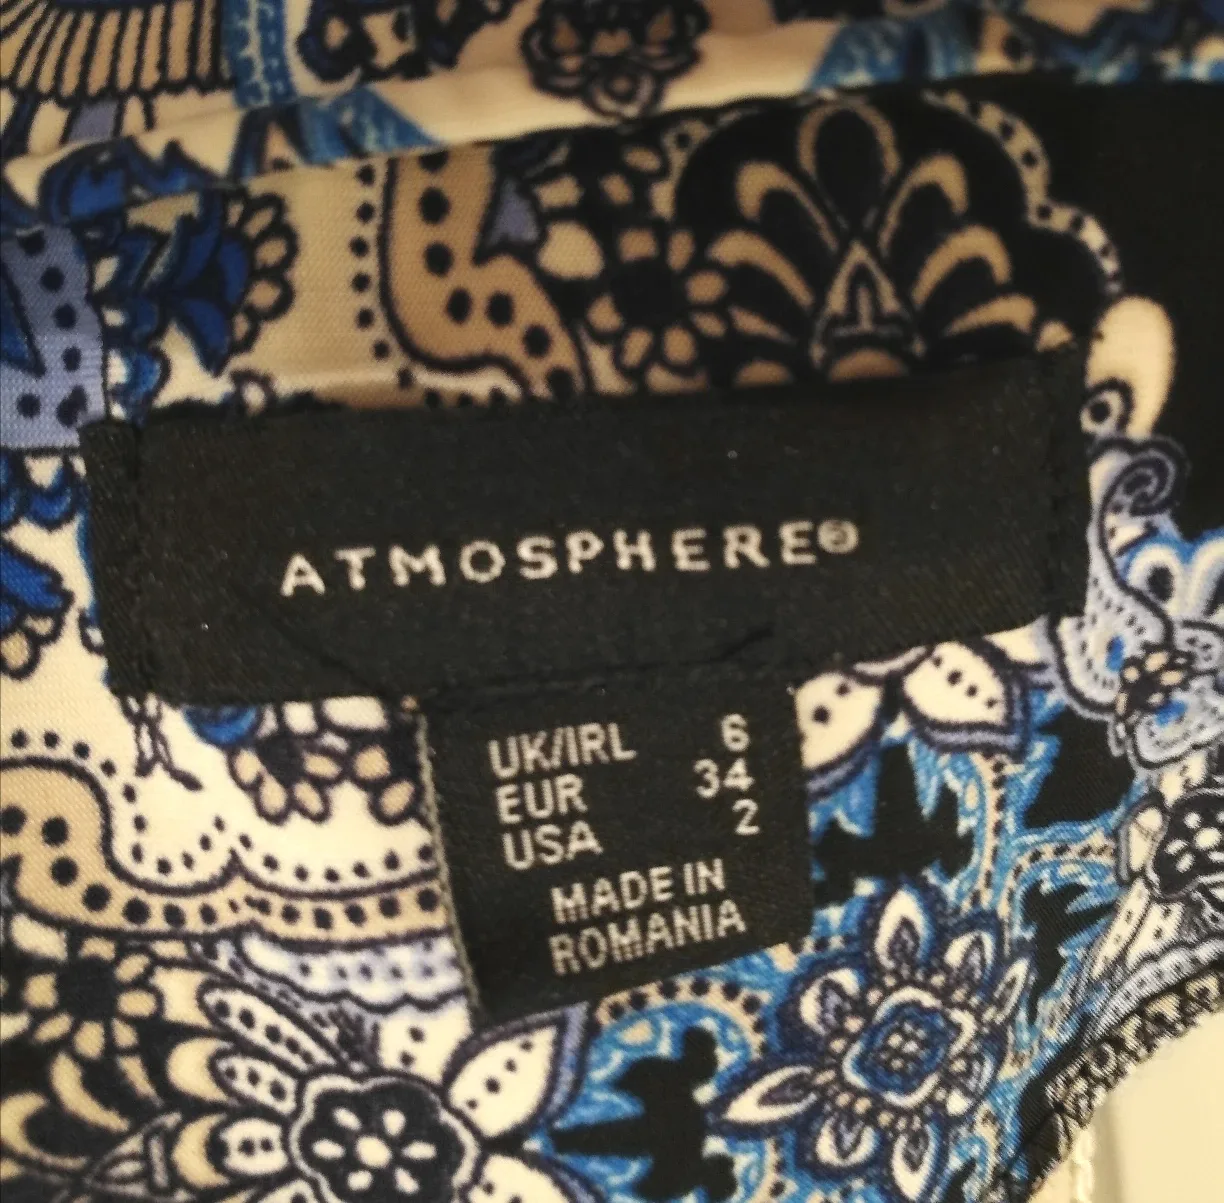 ATMOSPHERE®
UK/IRL 6
EUR 34
USA 2
MADE IN
ROMANIA